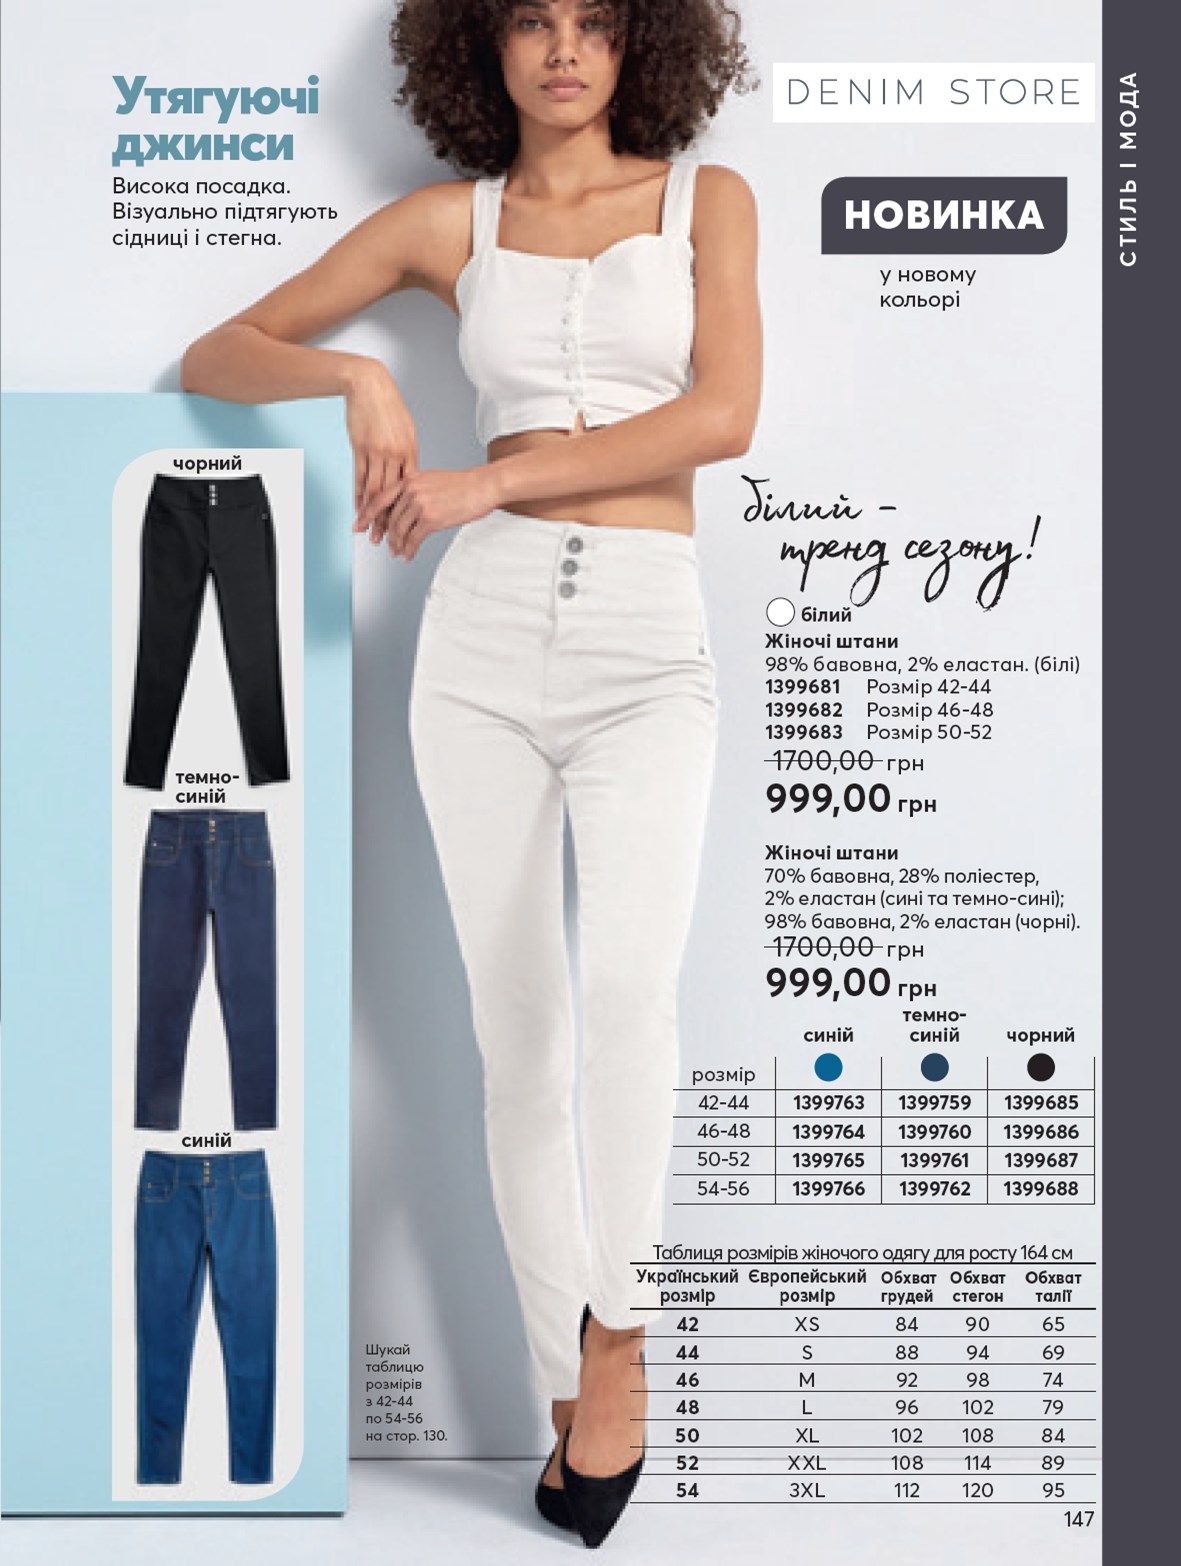 Утягуючі
джинси
Висока посадка.
Візуально підтягують
сідниці і стегна.
DENIM STORE
НОВИНКА
у новому
кольорі
СТИЛЬ І МОДА
чорний
темно-
синій
синій
білий –
тренд сезону!
білий
Жіночі штани
98% бавовна, 2% еластан. (білі)
1399681 Розмір 42-44
1399682 Розмір 46-48
1399683 Розмір 50-52
1700,00 грн
999,00 грн
Жіночі штани
70% бавовна, 28% поліестер,
2% еластан (сині та темно-сині);
98% бавовна, 2% еластан (чорні).
1700,00 грн
999,00 грн
розмір синій темно-синій чорний
42-44 1399763 1399759 1399685
46-48 1399764 1399760 1399686
50-52 1399765 1399761 1399687
54-56 1399766 1399762 1399688
Таблиця розмірів жіночого одягу для росту 164 см
Український Європейський Обхват Обхват Обхват
розмір розмір грудей стегон талії
42 XS 84 90 65
44 S 88 94 69
46 M 92 98 74
48 L 96 102 79
50 XL 102 108 84
52 XXL 108 114 89
54 3XL 112 120 95
Шукай
таблицю
розмірів
з 42-44
по 54-56
на стор. 130.
147